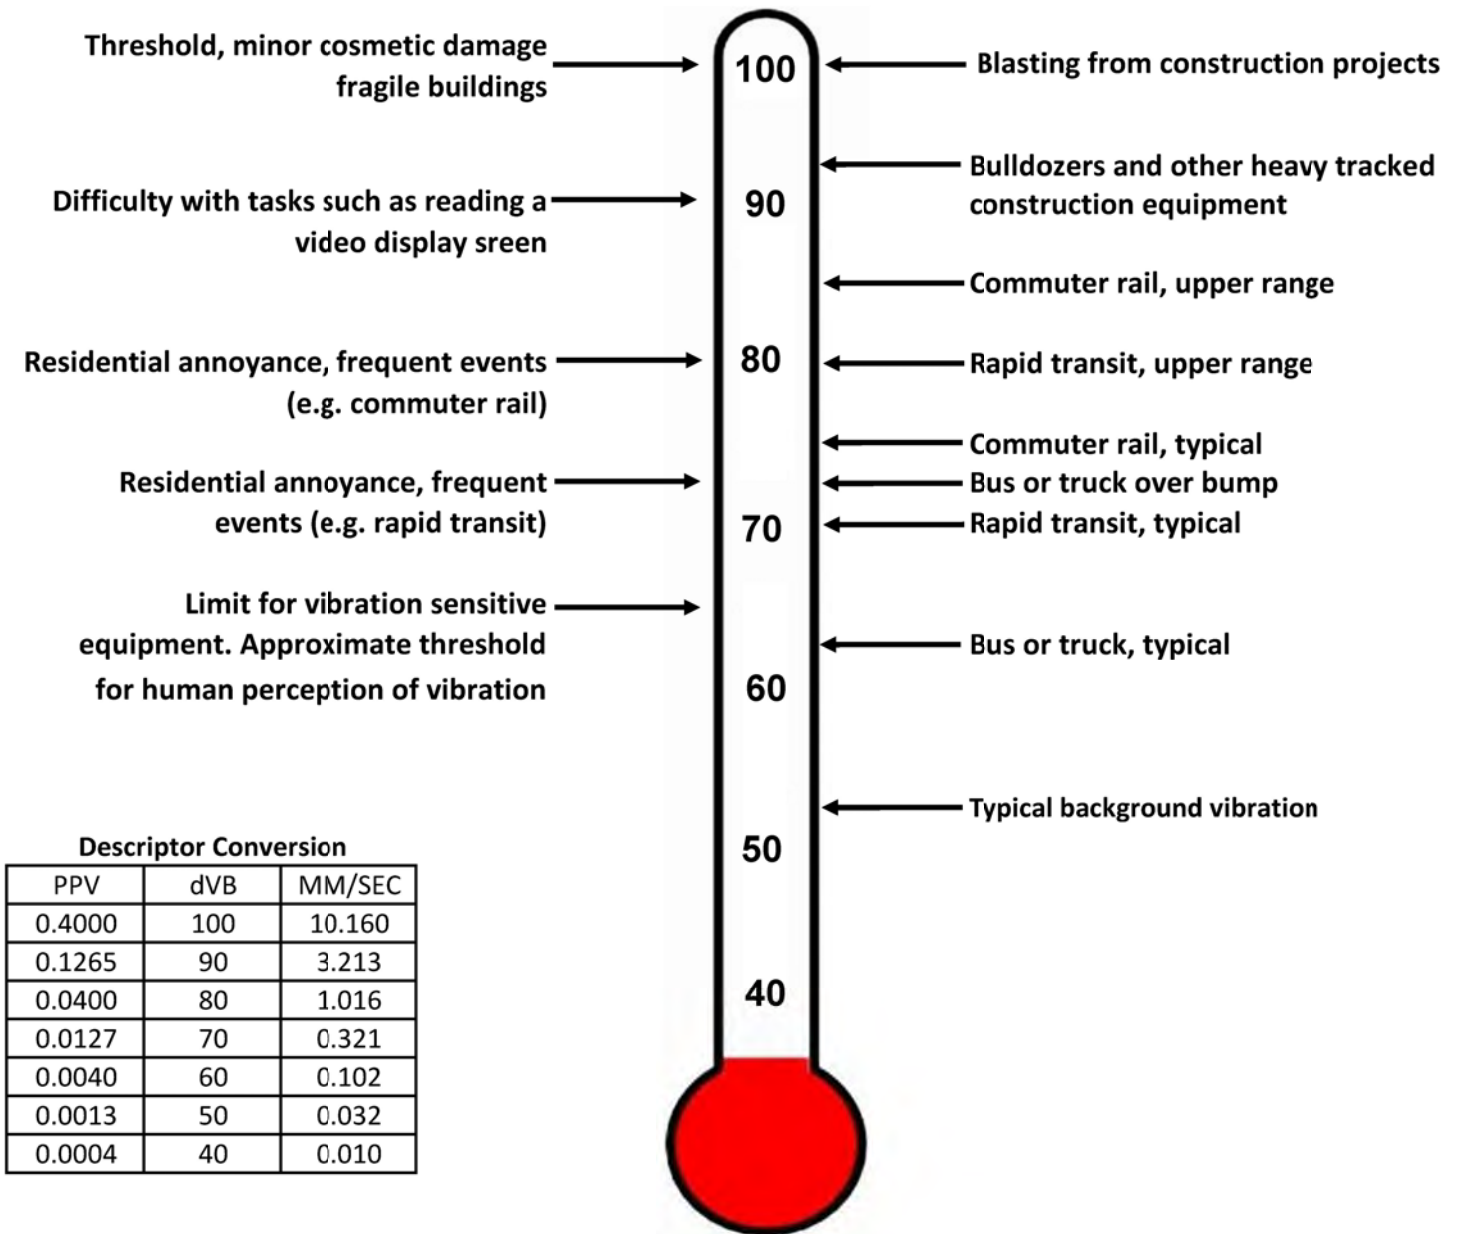 Threshold, minor cosmetic damage
fragile buildings
Difficulty with tasks such as reading a
video display sreen
Residential annoyance, frequent events
(e.g. commuter rail)
Residential annoyance, frequent
events (e.g. rapid transit)
Limit for vibration sensitive
equipment. Approximate threshold
for human perception of vibration
100
90
80
70
60
50
40
Blasting from construction projects
Bulldozers and other heavy tracked
construction equipment
Commuter rail, upper range
Rapid transit, upper range
Commuter rail, typical
Bus or truck over bump
Rapid transit, typical
Bus or truck, typical
Typical background vibration
Descriptor Conversion
PPV dVB MM/SEC
0.4000 100 10.160
0.1265 90 3.213
0.0400 80 1.016
0.0127 70 0.321
0.0040 60 0.102
0.0013 50 0.032
0.0004 40 0.010